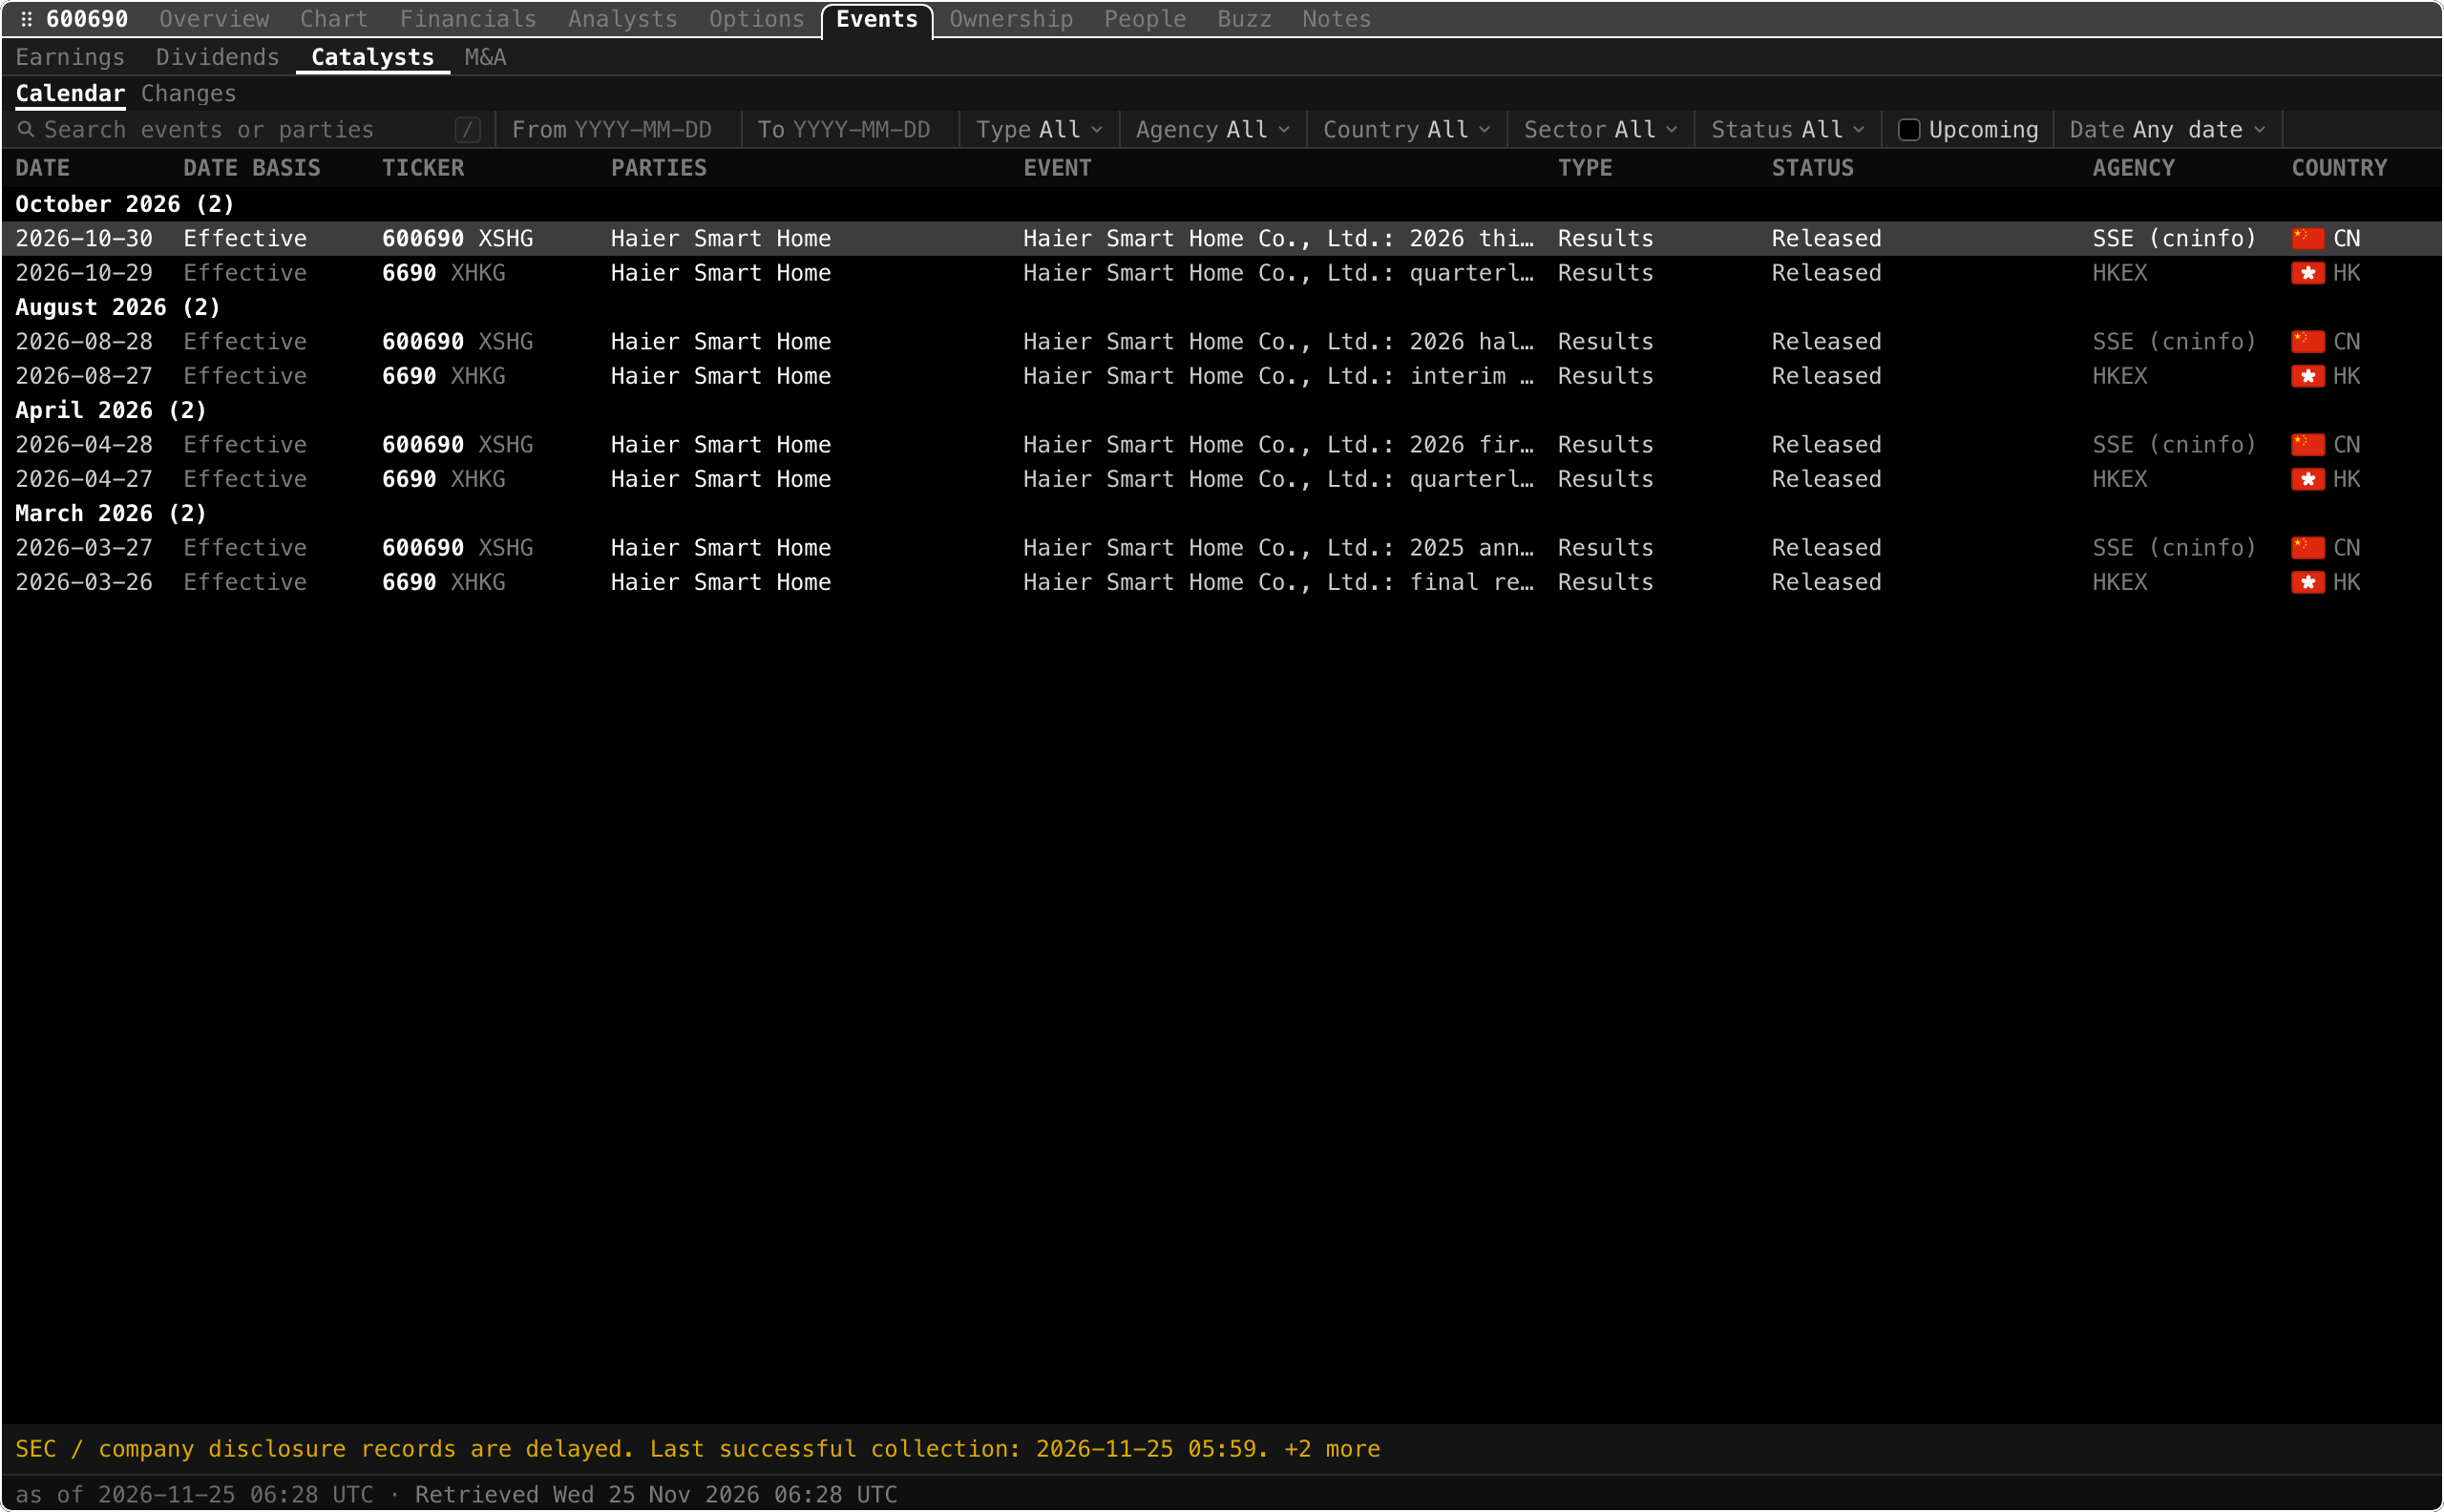 600690 Overview Chart Financials Analysts Options Events Ownership People Buzz Notes
Earnings Dividends Catalysts M&A
Calendar Changes
Search events or parties / From YYYY-MM-DD To YYYY-MM-DD Type All Agency All Country All Sector All Status All Upcoming Date Any date
DATE DATE BASIS TICKER PARTIES EVENT TYPE STATUS AGENCY COUNTRY
October 2026 (2)
2026-10-30 Effective 600690 XSHG Haier Smart Home Haier Smart Home Co., Ltd.: 2026 thi… Results Released SSE (cninfo) CN
2026-10-29 Effective 6690 XHKG Haier Smart Home Haier Smart Home Co., Ltd.: quarterl… Results Released HKEX HK
August 2026 (2)
2026-08-28 Effective 600690 XSHG Haier Smart Home Haier Smart Home Co., Ltd.: 2026 hal… Results Released SSE (cninfo) CN
2026-08-27 Effective 6690 XHKG Haier Smart Home Haier Smart Home Co., Ltd.: interim … Results Released HKEX HK
April 2026 (2)
2026-04-28 Effective 600690 XSHG Haier Smart Home Haier Smart Home Co., Ltd.: 2026 fir… Results Released SSE (cninfo) CN
2026-04-27 Effective 6690 XHKG Haier Smart Home Haier Smart Home Co., Ltd.: quarterl… Results Released HKEX HK
March 2026 (2)
2026-03-27 Effective 600690 XSHG Haier Smart Home Haier Smart Home Co., Ltd.: 2025 ann… Results Released SSE (cninfo) CN
2026-03-26 Effective 6690 XHKG Haier Smart Home Haier Smart Home Co., Ltd.: final re… Results Released HKEX HK
SEC / company disclosure records are delayed. Last successful collection: 2026-11-25 05:59. +2 more
as of 2026-11-25 06:28 UTC · Retrieved Wed 25 Nov 2026 06:28 UTC